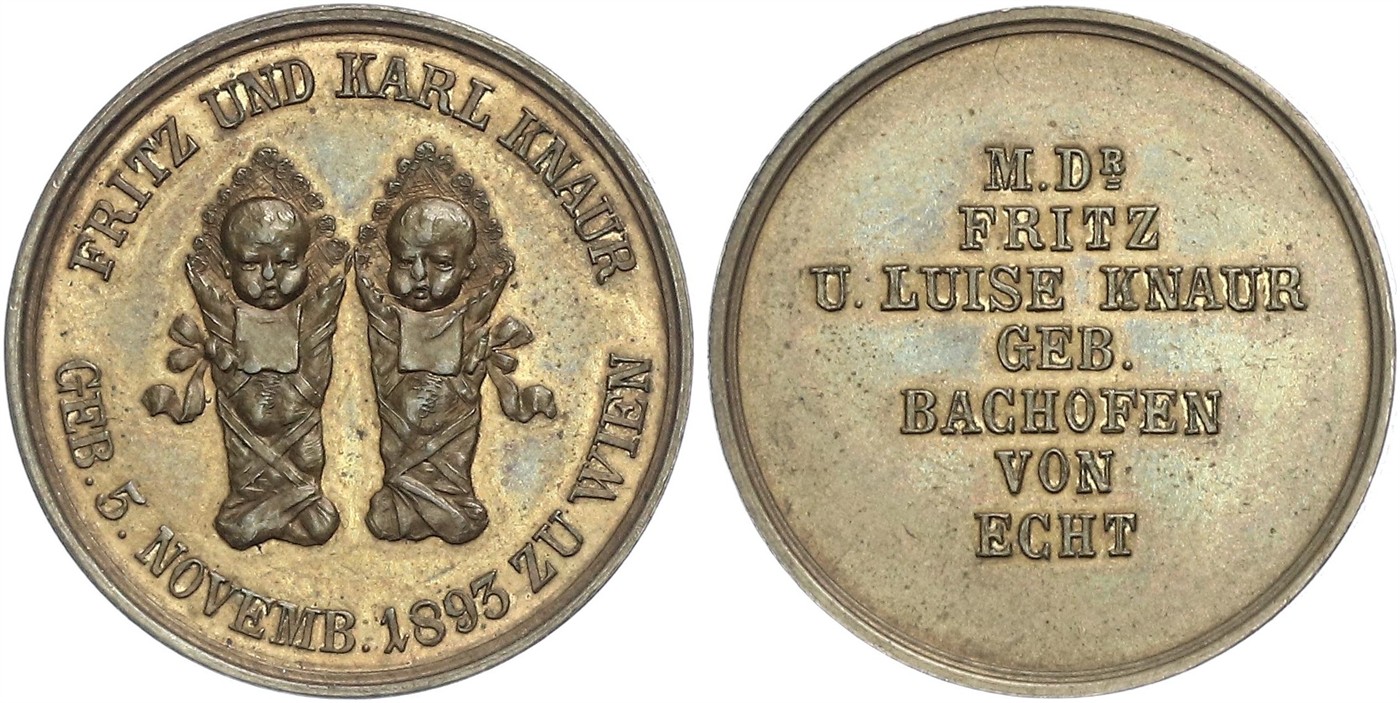 FRITZ UND KARL KNAUR
GEB. 5. NOVEMB. 1893 ZU WIEN
M. DR
FRITZ
U. LUISE KNAUR
GEB.
BACHOFEN
VON
ECHT